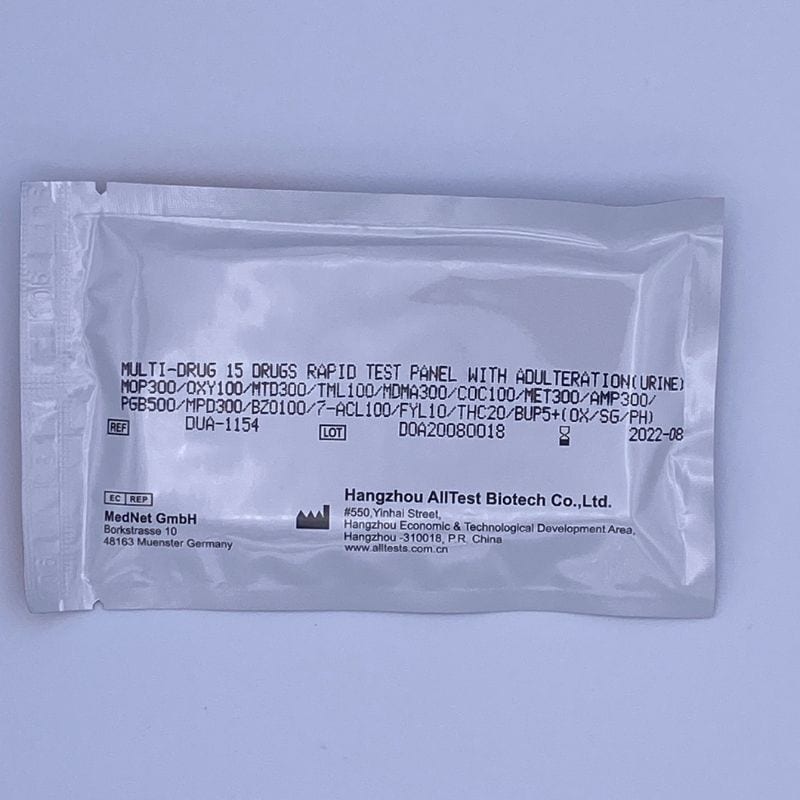 MULTI-DRUG 15 DRUGS RAPID TEST PANEL WITH ADULTERATION(URINE)
MOP300/OXY100/MTD300/TML100/MDMA300/COC100/MET300/AMP300/
PGB500/MPD300/BZO100/7-ACL100/FYL10/THC20/BUP5+(OX/SG/PH)
REF DUA-1154 LOT DOA20080018 2022-08
EC REP
MedNet GmbH
Borkstrasse 10
48163 Muenster Germany
Hangzhou AllTest Biotech Co.,Ltd.
#550,Yinhai Street,
Hangzhou Economic & Technological Development Area,
Hangzhou -310018, P.R. China
www.alltests.com.cn